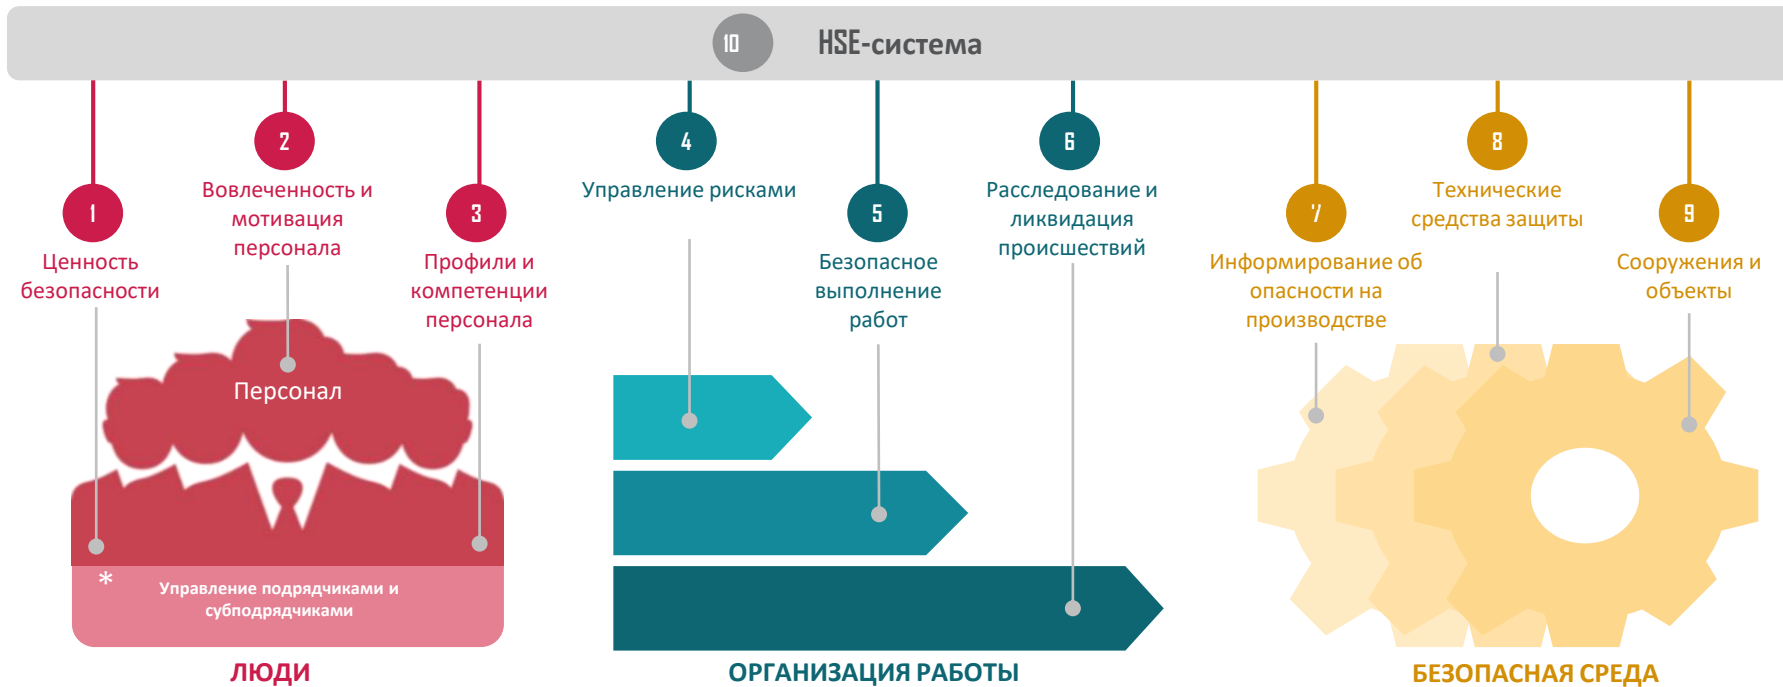 10 HSE-система
1
Ценность
безопасности
2
Вовлеченность и
мотивация
персонала
3
Профили и
компетенции
персонала
Персонал
*
Управление подрядчиками и
субподрядчиками
ЛЮДИ
4
Управление рисками
5
Безопасное
выполнение
работ
6
Расследование и
ликвидация
происшествий
ОРГАНИЗАЦИЯ РАБОТЫ
7
Информирование об
опасности на
производстве
8
Технические
средства защиты
9
Сооружения и
объекты
БЕЗОПАСНАЯ СРЕДА